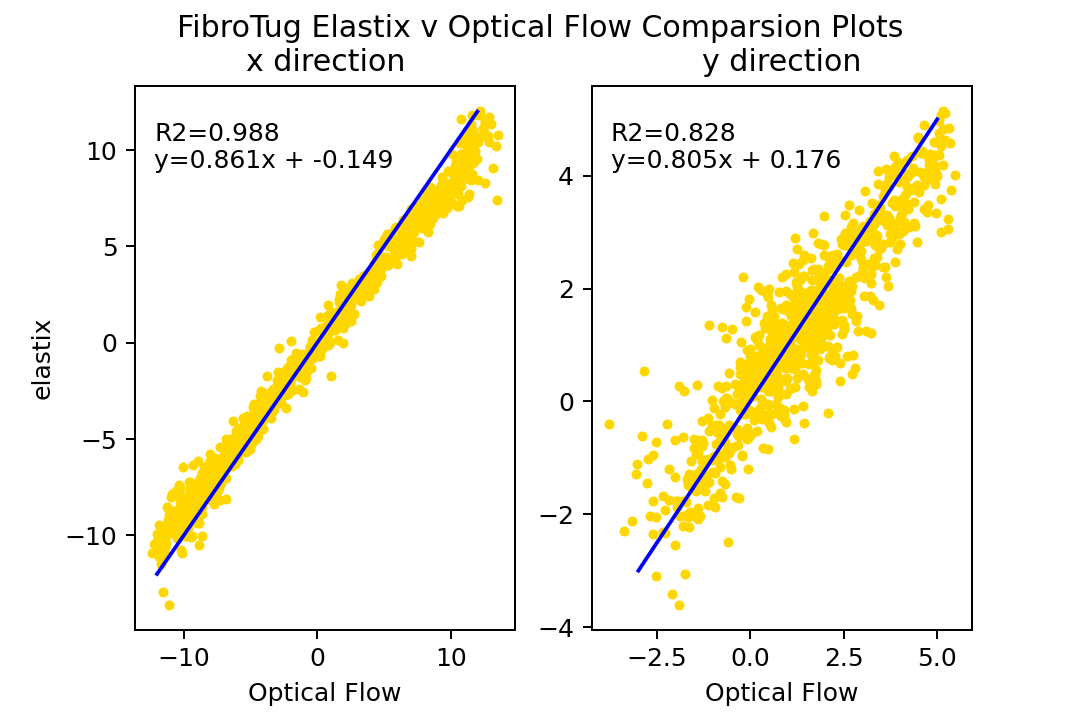 FibroTug Elastix v Optical Flow Comparsion Plots
x direction
y direction
R2=0.988
y=0.861x + -0.149
R2=0.828
y=0.805x + 0.176
elastix
10
5
0
−5
−10
4
2
0
−2
−4
−10
0
10
−2.5
0.0
2.5
5.0
Optical Flow
Optical Flow